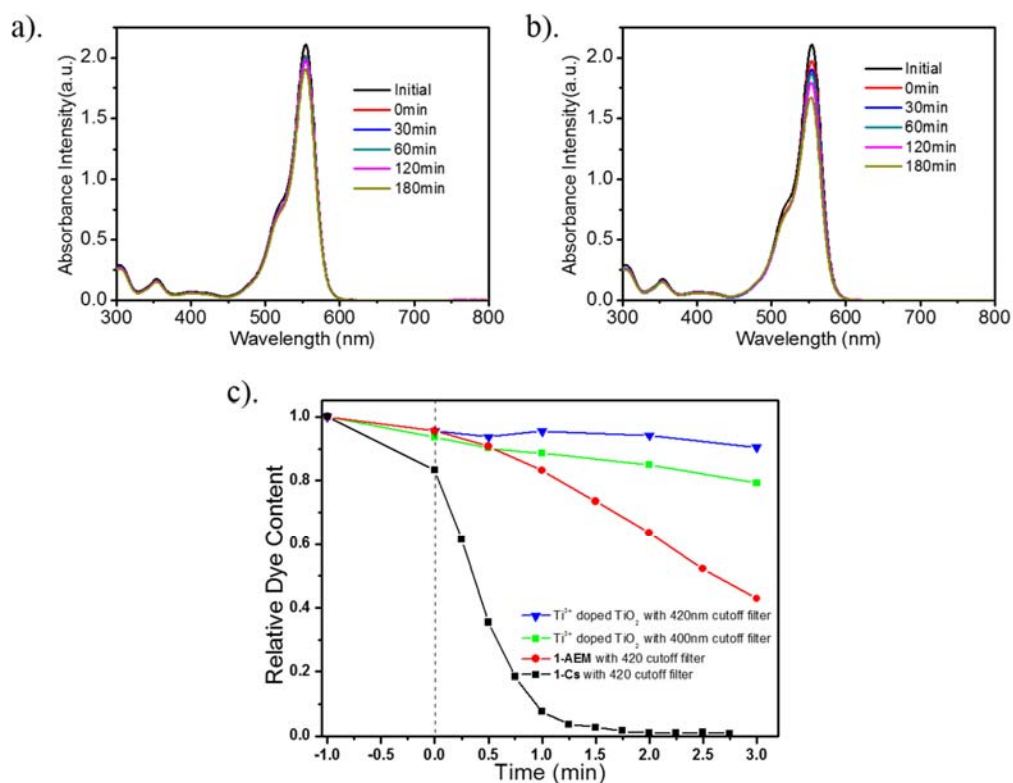 a).
Absorbance Intensity(a.u.)
2.0
1.5
1.0
0.5
0.0
Initial
0min
30min
60min
120min
180min
300 400 500 600 700 800
Wavelength (nm)
b).
Absorbance Intensity(a.u.)
2.0
1.5
1.0
0.5
0.0
Initial
0min
30min
60min
120min
180min
300 400 500 600 700 800
Wavelength (nm)
c).
Relative Dye Content
1.0
0.8
0.6
0.4
0.2
0.0
Ti³⁺ doped TiO₂ with 420nm cutoff filter
Ti³⁺ doped TiO₂ with 400nm cutoff filter
1-AEM with 420 cutoff filter
1-Cs with 420 cutoff filter
-1.0 -0.5 0.0 0.5 1.0 1.5 2.0 2.5 3.0
Time (min)